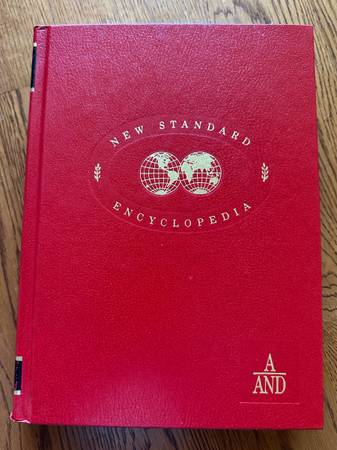 NEW STANDARD
ENCYCLOPEDIA
A
AND